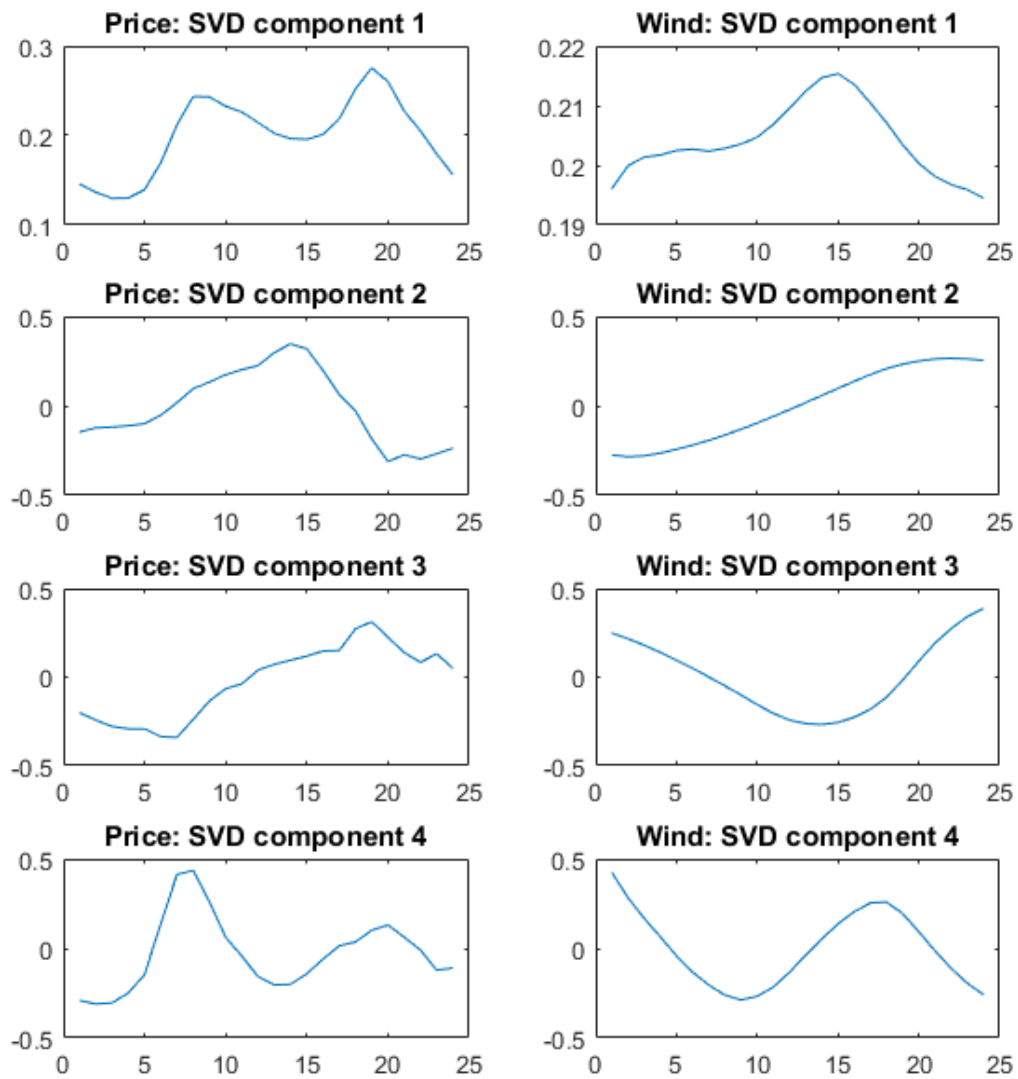 Price: SVD component 1
0.3
0.2
0.1
0 5 10 15 20 25
Wind: SVD component 1
0.22
0.21
0.2
0.19
0 5 10 15 20 25
Price: SVD component 2
0.5
0
-0.5
0 5 10 15 20 25
Wind: SVD component 2
0.5
0
-0.5
0 5 10 15 20 25
Price: SVD component 3
0.5
0
-0.5
0 5 10 15 20 25
Wind: SVD component 3
0.5
0
-0.5
0 5 10 15 20 25
Price: SVD component 4
0.5
0
-0.5
0 5 10 15 20 25
Wind: SVD component 4
0.5
0
-0.5
0 5 10 15 20 25